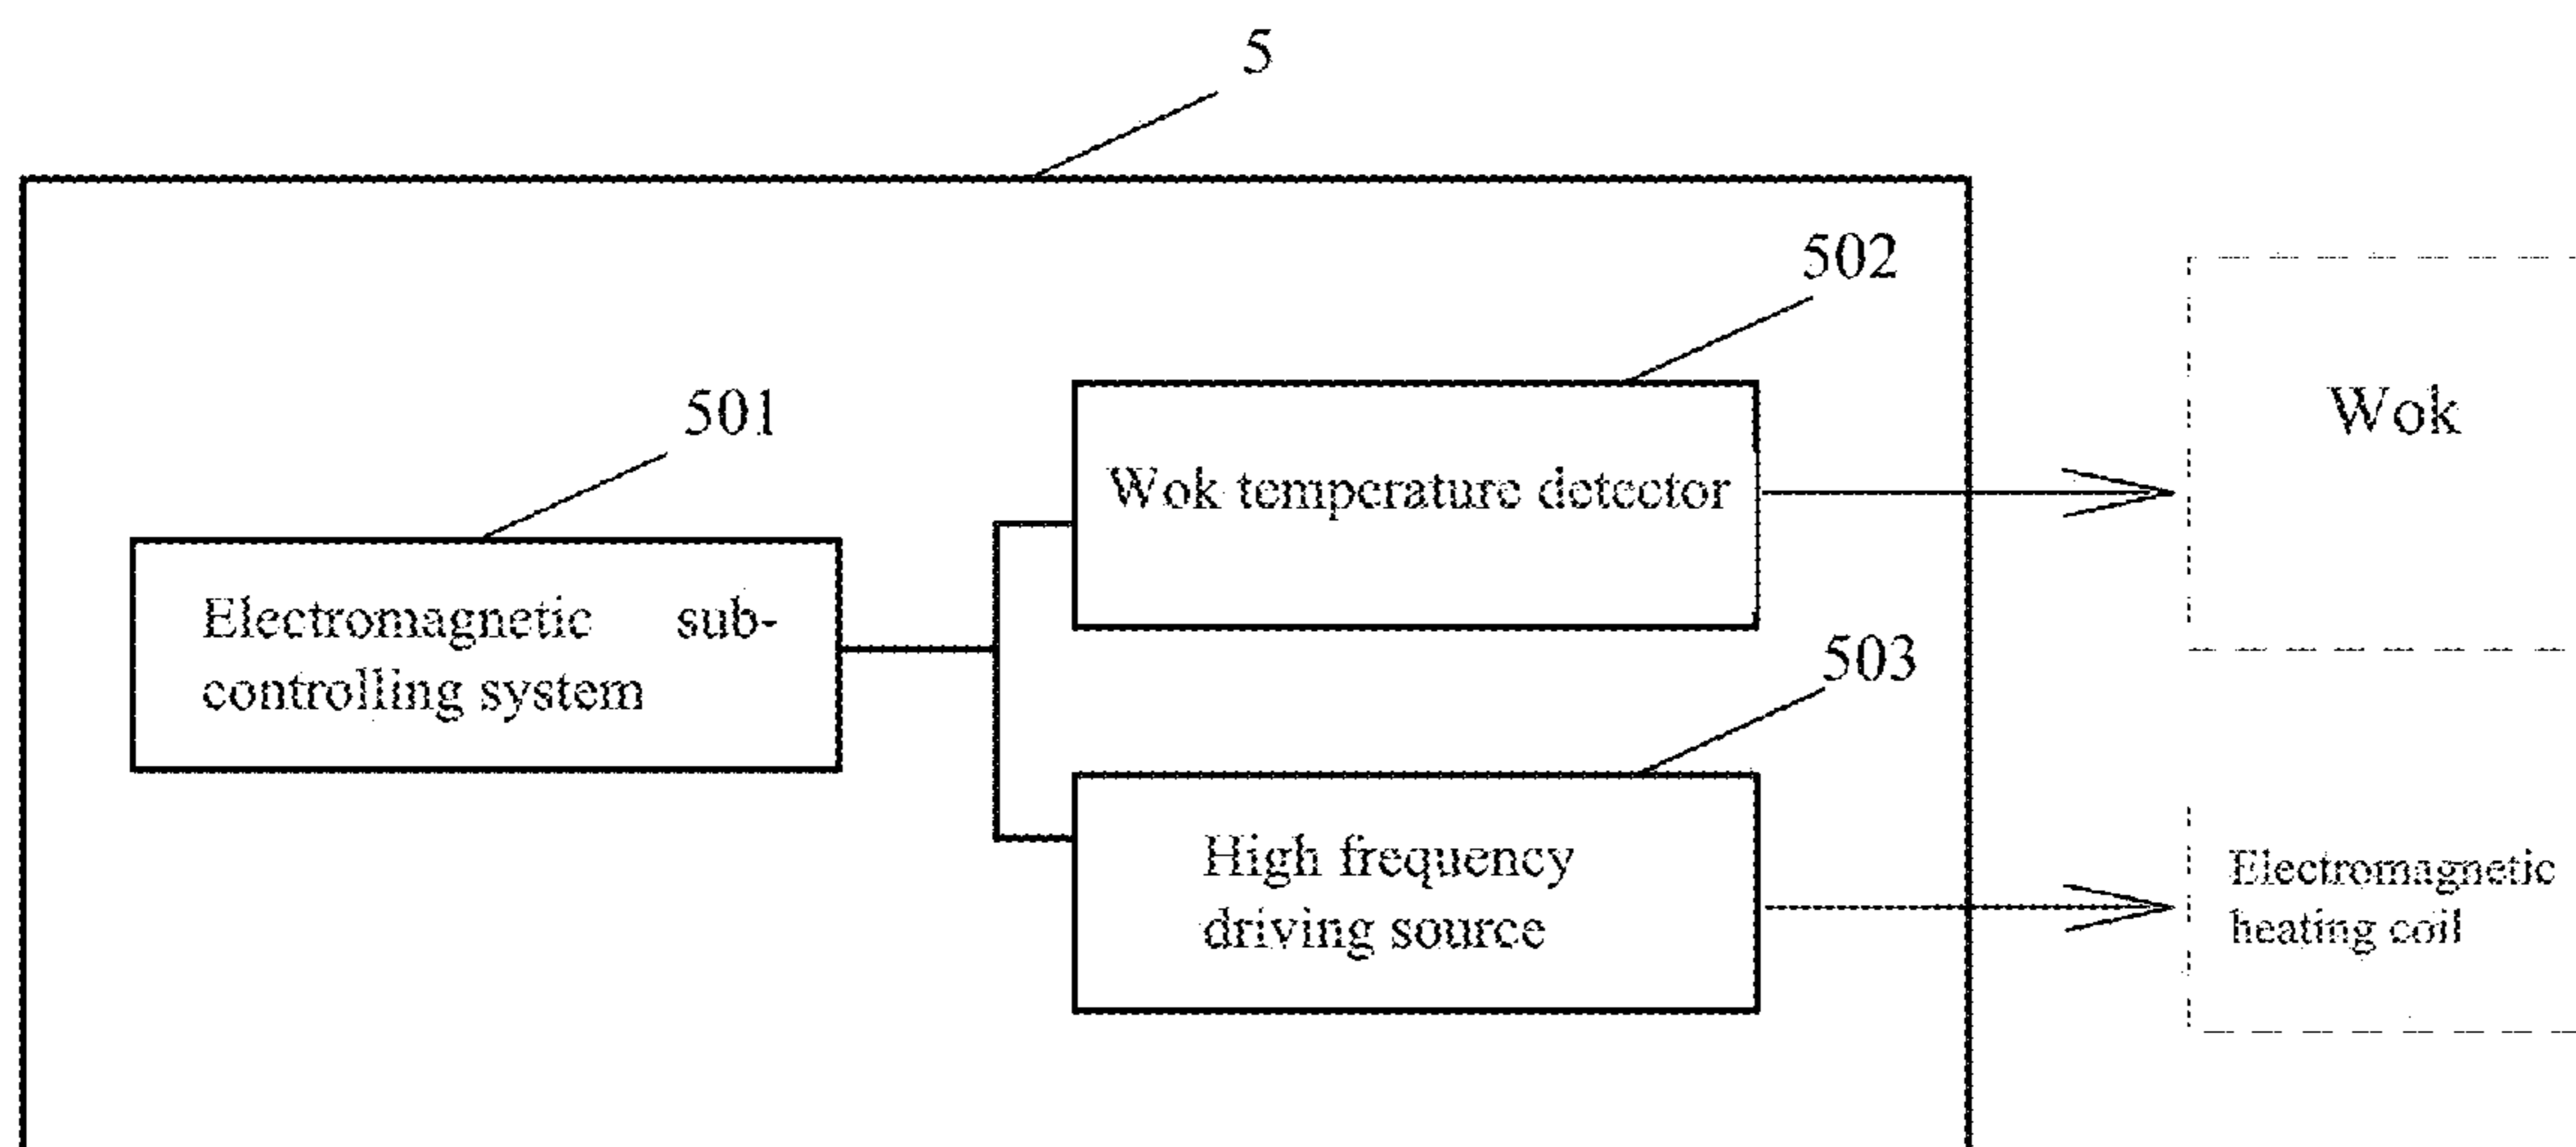 5
502
501
Wok
Wok temperature detector
Electromagnetic sub-
controlling system
503
High frequency
driving source
Electromagnetic
heating coil